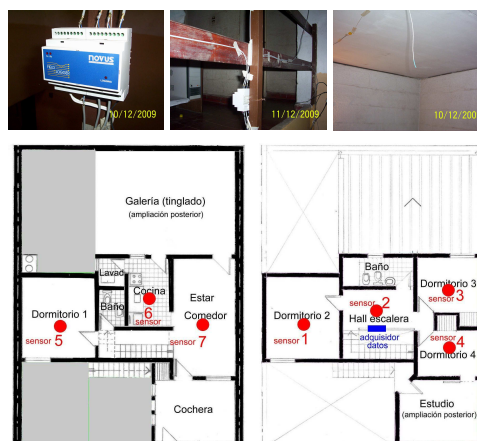 novus
10/12/2009
11/12/2009
10/12/200
Galería (tinglado)
(ampliación posterior)
Lavad.
Cocina
Baño
sensor 6
Estar
Comedor
Dormitorio 1
sensor 5
sensor 7
Cochera
Baño
Dormitorio 3
sensor 3
sensor 2
Hall escalera
Dormitorio 2
sensor 1
adquisidor
datos
sensor 4
Dormitorio 4
Estudio
(ampliación posterior)